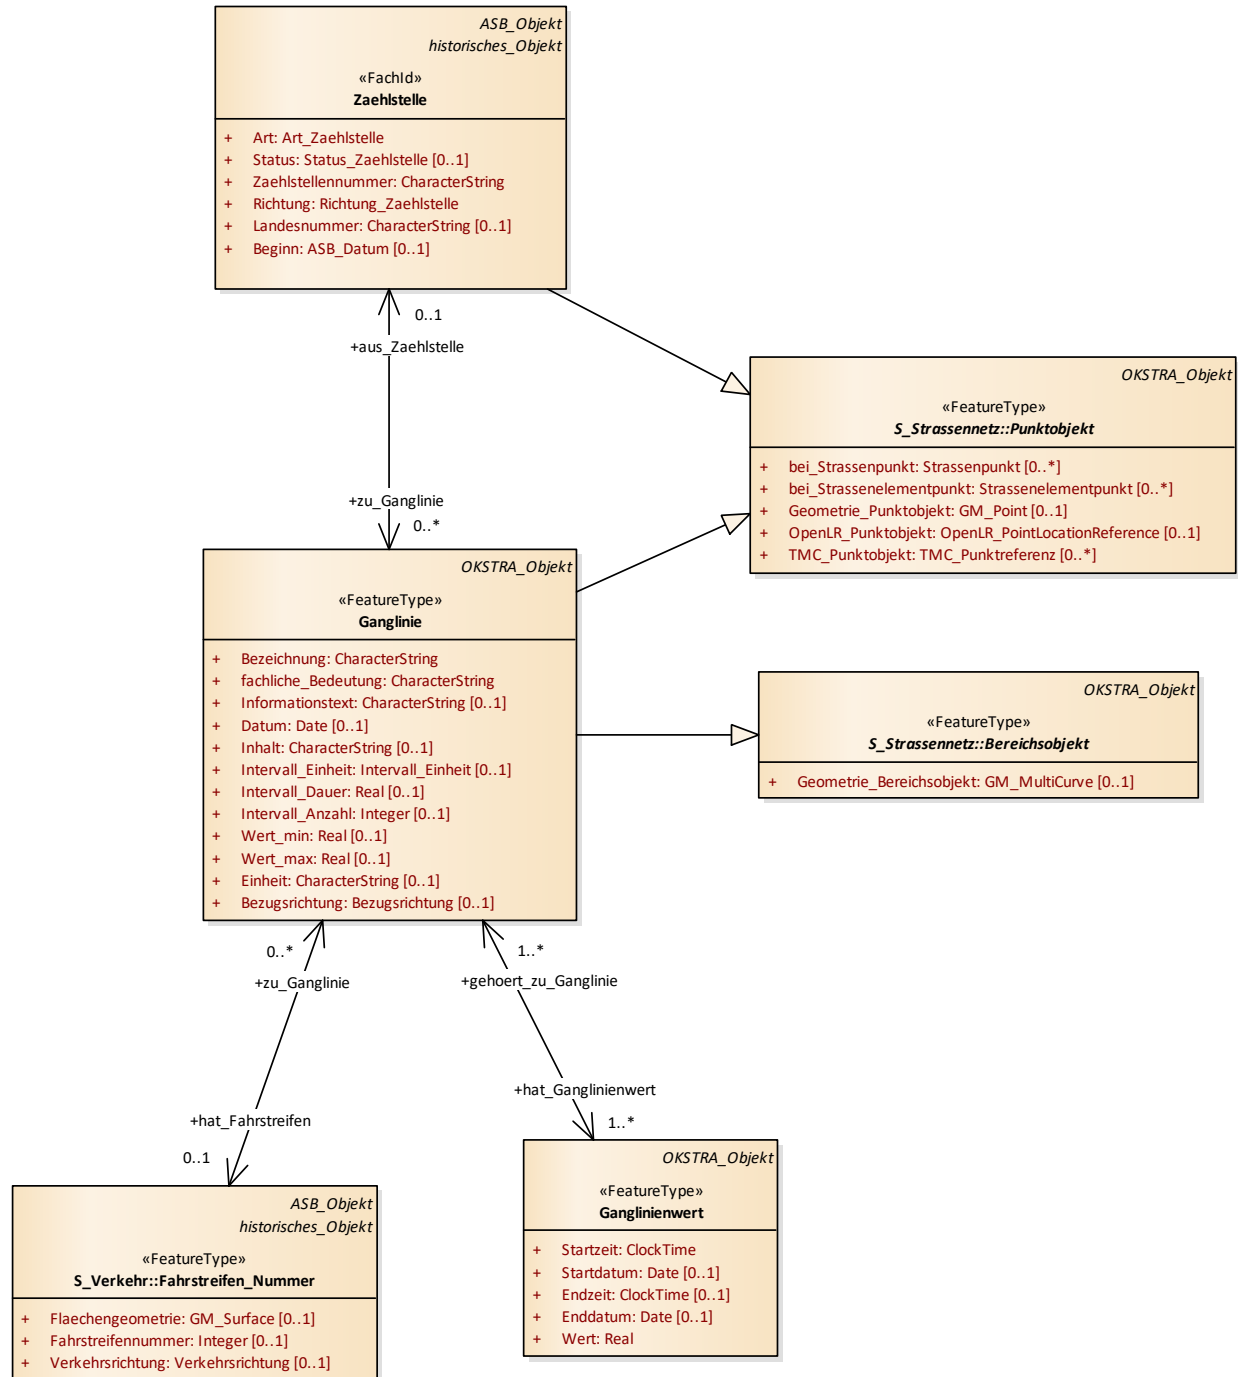 ASB_Objekt
historisches_Objekt
«FachId»
Zaehlstelle
+ Art: Art_Zaehlstelle
+ Status: Status_Zaehlstelle [0..1]
+ Zaehlstellennummer: CharacterString
+ Richtung: Richtung_Zaehlstelle
+ Landesnummer: CharacterString [0..1]
+ Beginn: ASB_Datum [0..1]
0..1
+aus_Zaehlstelle
+zu_Ganglinie
0..*
OKSTRA_Objekt
«FeatureType»
S_Strassennetz::Punktobjekt
+ bei_Strassenpunkt: Strassenpunkt [0..*]
+ bei_Strassenelementpunkt: Strassenelementpunkt [0..*]
+ Geometrie_Punktobjekt: GM_Point [0..1]
+ OpenLR_Punktobjekt: OpenLR_PointLocationReference [0..1]
+ TMC_Punktobjekt: TMC_Punktreferenz [0..*]
OKSTRA_Objekt
«FeatureType»
Ganglinie
+ Bezeichnung: CharacterString
+ fachliche_Bedeutung: CharacterString
+ Informationstext: CharacterString [0..1]
+ Datum: Date [0..1]
+ Inhalt: CharacterString [0..1]
+ Intervall_Einheit: Intervall_Einheit [0..1]
+ Intervall_Dauer: Real [0..1]
+ Intervall_Anzahl: Integer [0..1]
+ Wert_min: Real [0..1]
+ Wert_max: Real [0..1]
+ Einheit: CharacterString [0..1]
+ Bezugsrichtung: Bezugsrichtung [0..1]
OKSTRA_Objekt
«FeatureType»
S_Strassennetz::Bereichsobjekt
+ Geometrie_Bereichsobjekt: GM_MultiCurve [0..1]
0..*
+zu_Ganglinie
+hat_Fahrstreifen
0..1
1..*
+gehoert_zu_Ganglinie
+hat_Ganglinienwert
1..*
OKSTRA_Objekt
«FeatureType»
Ganglinienwert
+ Startzeit: ClockTime
+ Startdatum: Date [0..1]
+ Endzeit: ClockTime [0..1]
+ Enddatum: Date [0..1]
+ Wert: Real
ASB_Objekt
historisches_Objekt
«FeatureType»
S_Verkehr::Fahrstreifen_Nummer
+ Flaechengeometrie: GM_Surface [0..1]
+ Fahrstreifennummer: Integer [0..1]
+ Verkehrsrichtung: Verkehrsrichtung [0..1]